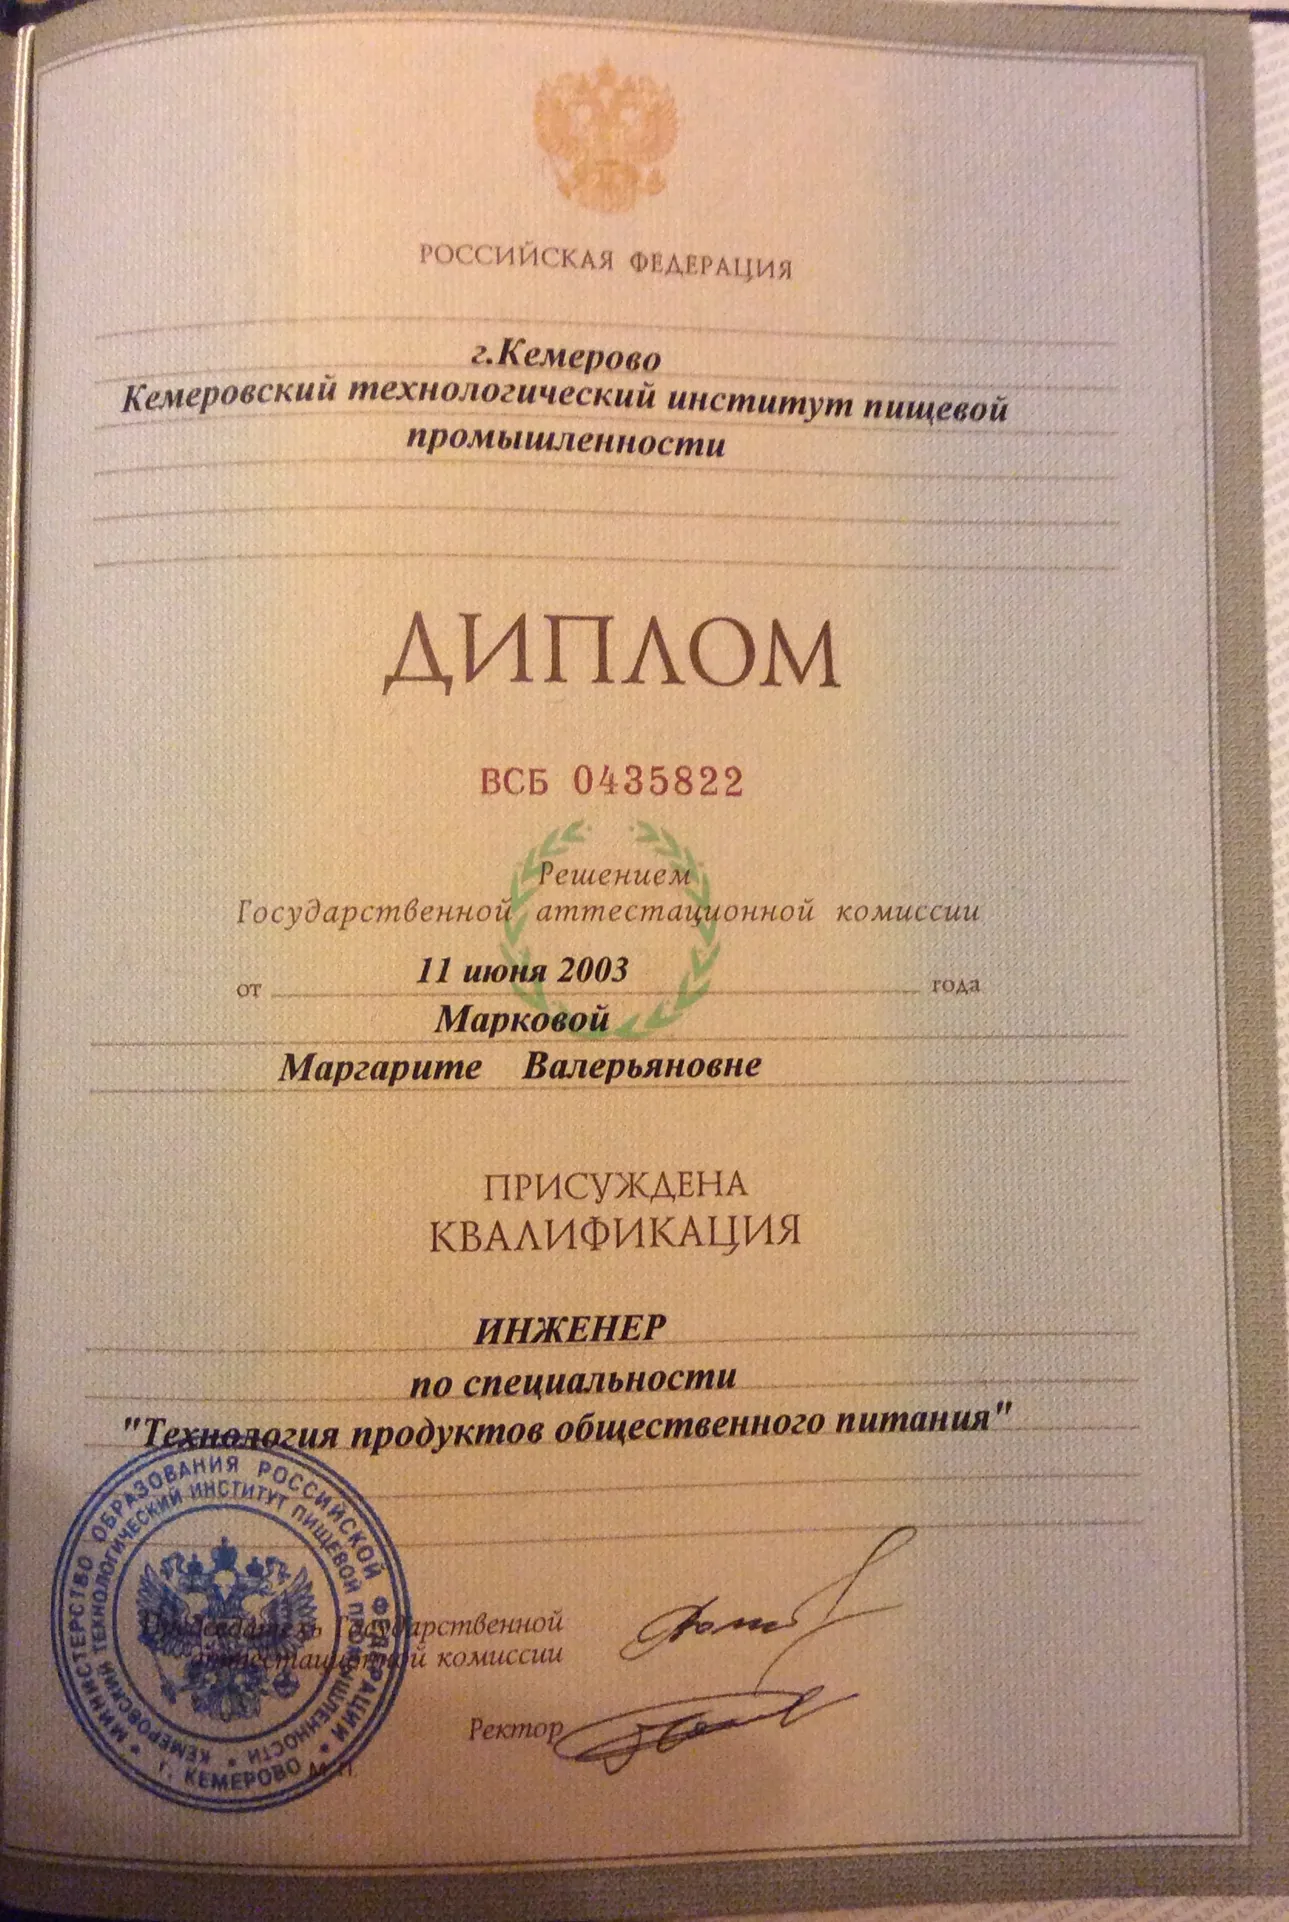 РОССИЙСКАЯ ФЕДЕРАЦИЯ
г.Кемерово
Кемеровский технологический институт пищевой
промышленности
ДИПЛОМ
ВСБ 0435822
Решением
Государственной аттестационной комиссии
от 11 июня 2003 года
Марковой
Маргарите Валерьяновне
ПРИСУЖДЕНА
КВАЛИФИКАЦИЯ
ИНЖЕНЕР
по специальности
"Технология продуктов общественного питания"
Председатель Государственной
аттестационной комиссии
Ректор
М.П.
МИНИСТЕРСТВО ОБРАЗОВАНИЯ РОССИЙСКОЙ ФЕДЕРАЦИИ
КЕМЕРОВСКИЙ ТЕХНОЛОГИЧЕСКИЙ ИНСТИТУТ ПИЩЕВОЙ ПРОМЫШЛЕННОСТИ
г. КЕМЕРОВО